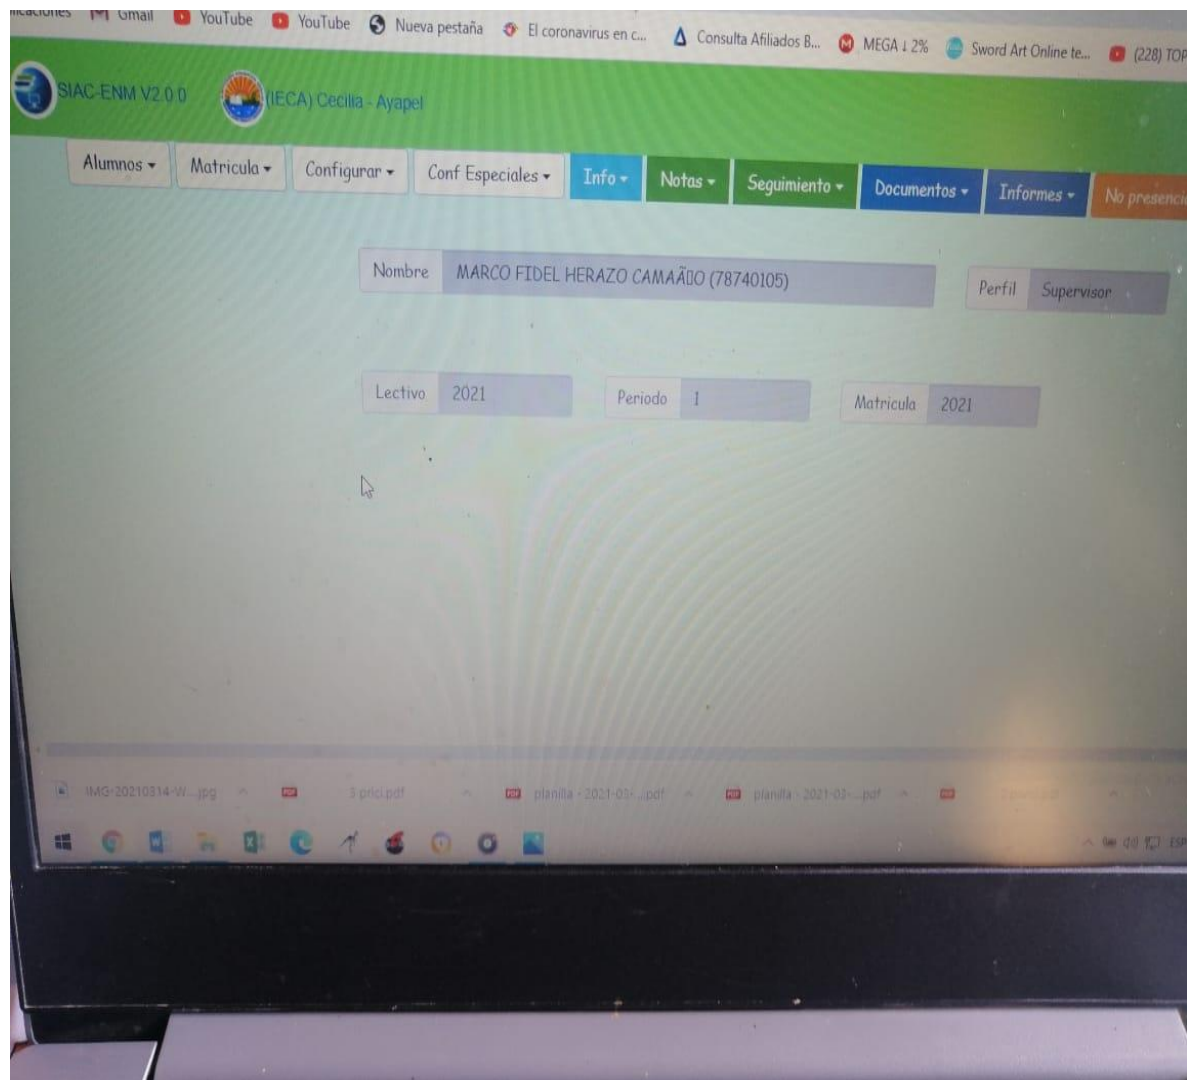 Gmail YouTube YouTube Nueva pestaña El coronavirus en c... Consulta Afiliados B... MEGA ↓ 2% Sword Art Online te... (228) TOP
SIAC-ENM V2.0.0 (IECA) Cecilia - Ayapel
Alumnos Matricula Configurar Conf Especiales Info Notas Seguimiento Documentos Informes No presencia
Nombre MARCO FIDEL HERAZO CAMAÃ▯O (78740105) Perfil Supervisor
Lectivo 2021 Periodo 1 Matricula 2021
IMG-20210314-W....jpg planilla - 2021-03-....pdf planilla - 2021-03-....pdf
ESP